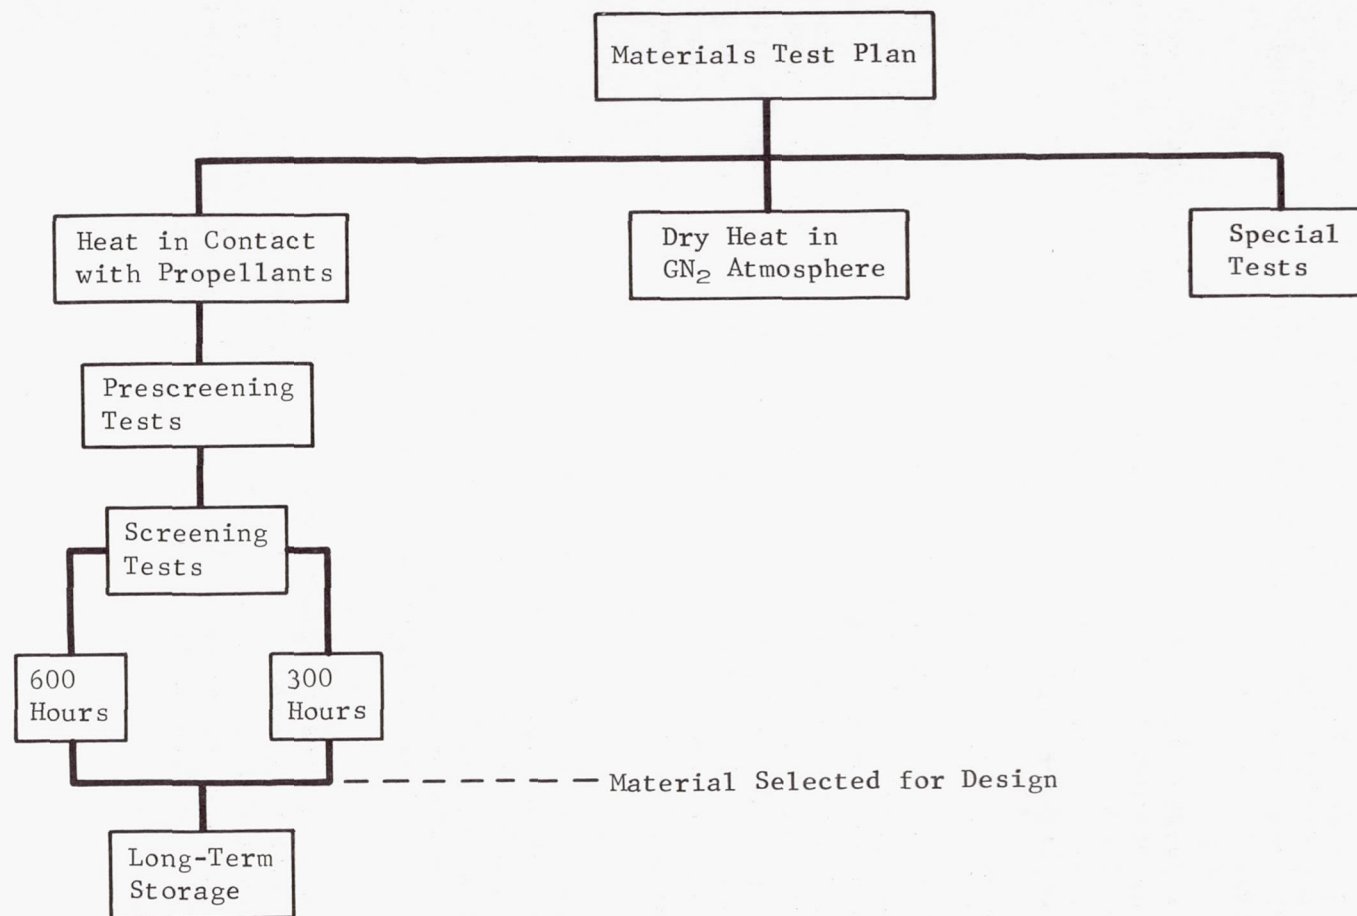 Materials Test Plan
Heat in Contact
with Propellants
Dry Heat in
GN₂ Atmosphere
Special
Tests
Prescreening
Tests
Screening
Tests
600
Hours
300
Hours
Material Selected for Design
Long-Term
Storage